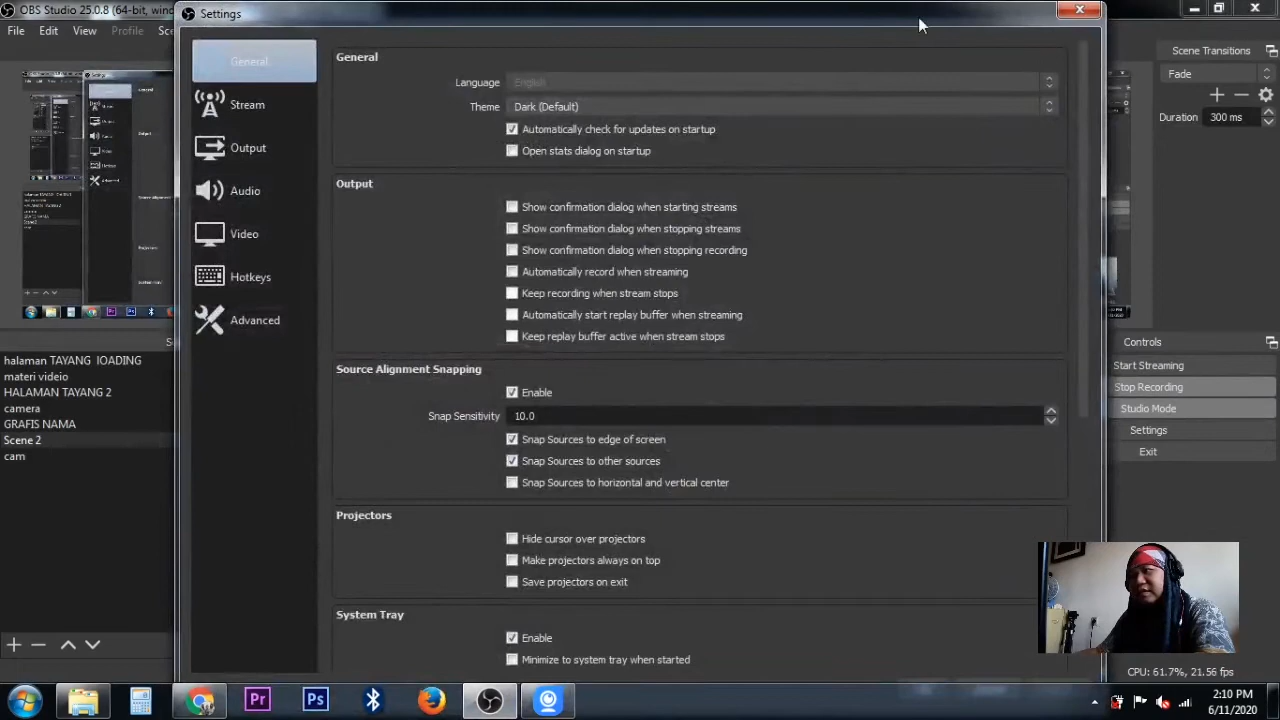 OBS Studio 25.0.8 (64-bit, wind
File Edit View Profile Sce
Settings
General
Stream
Output
Audio
Video
Hotkeys
Advanced
General
Language English
Theme Dark (Default)
Automatically check for updates on startup
Open stats dialog on startup
Output
Show confirmation dialog when starting streams
Show confirmation dialog when stopping streams
Show confirmation dialog when stopping recording
Automatically record when streaming
Keep recording when stream stops
Automatically start replay buffer when streaming
Keep replay buffer active when stream stops
Source Alignment Snapping
Enable
Snap Sensitivity 10.0
Snap Sources to edge of screen
Snap Sources to other sources
Snap Sources to horizontal and vertical center
Projectors
Hide cursor over projectors
Make projectors always on top
Save projectors on exit
System Tray
Enable
Minimize to system tray when started
halaman TAYANG lOADING
materi videio
HALAMAN TAYANG 2
camera
GRAFIS NAMA
Scene 2
cam
Scene Transitions
Fade
Duration 300 ms
Controls
Start Streaming
Stop Recording
Studio Mode
Settings
Exit
CPU: 61.7%, 21.56 fps
Pr
Ps
2:10 PM
6/11/2020